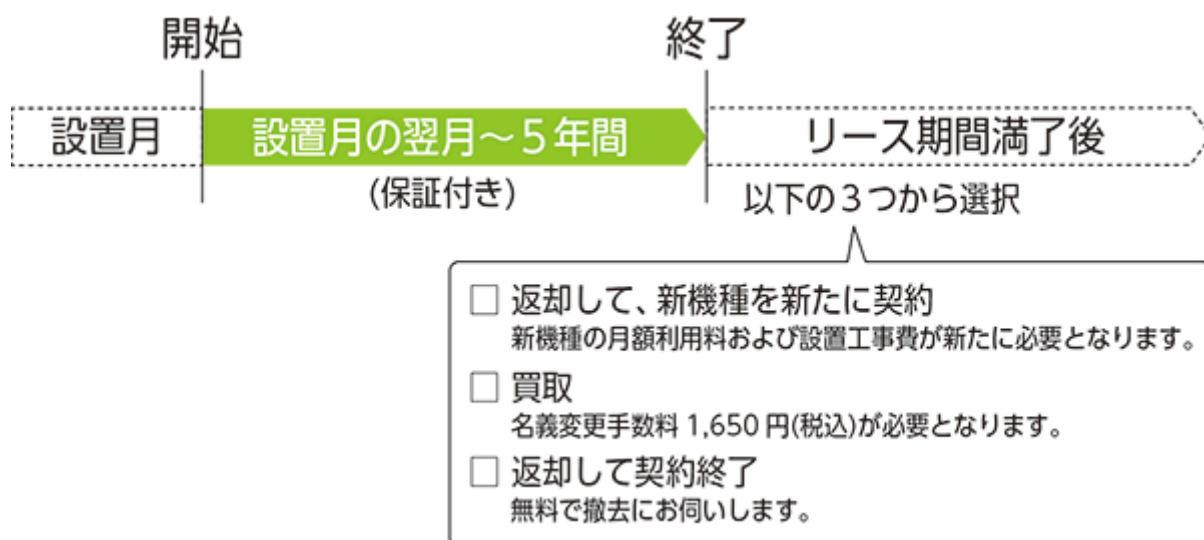 開始
終了
設置月
設置月の翌月～5年間
リース期間満了後
(保証付き)
以下の3つから選択
□ 返却して、新機種を新たに契約
新機種の月額利用料および設置工事費が新たに必要となります。
□ 買取
名義変更手数料 1,650 円(税込)が必要となります。
□ 返却して契約終了
無料で撤去にお伺いします。